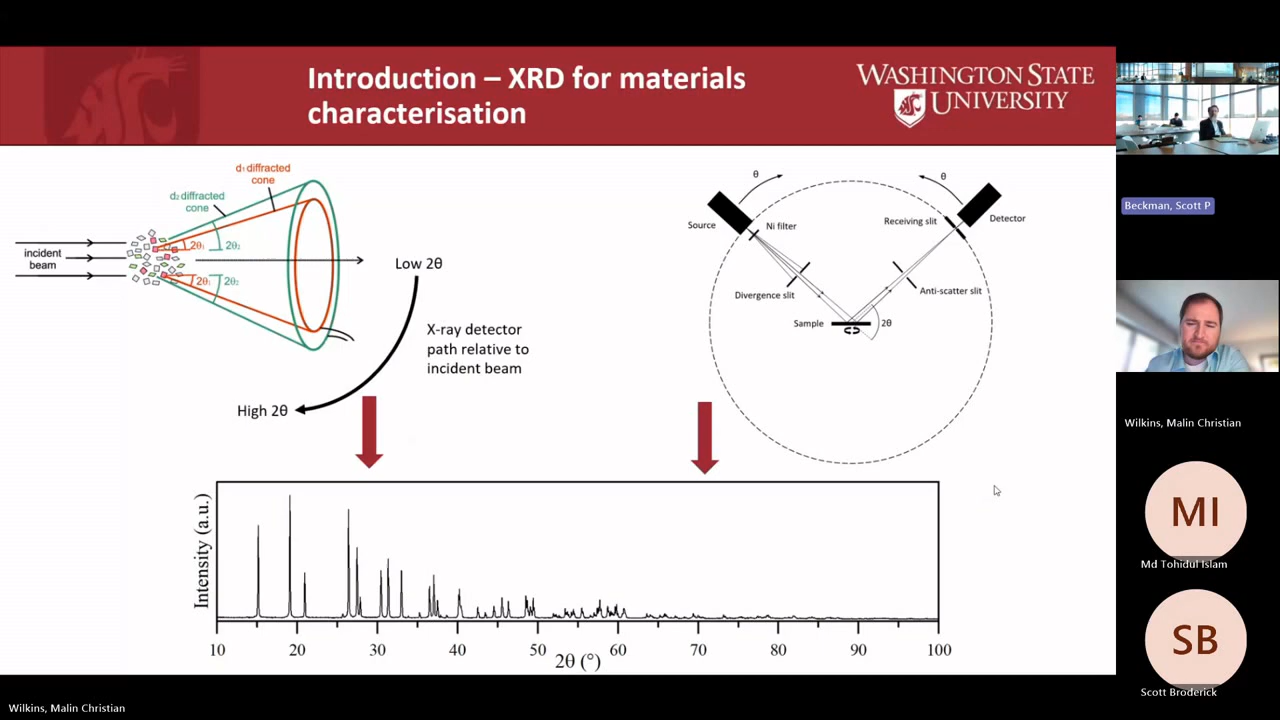 Introduction – XRD for materials
characterisation
WASHINGTON STATE
UNIVERSITY
d₁ diffracted
cone
d₂ diffracted
cone
incident
beam
2θ₁
2θ₂
2θ₁
2θ₂
Low 2θ
X-ray detector
path relative to
incident beam
High 2θ
θ
θ
Source
Ni filter
Receiving slit
Detector
Divergence slit
Anti-scatter slit
Sample
2θ
Intensity (a.u.)
10 20 30 40 50 60 70 80 90 100
2θ (°)
Beckman, Scott P
Wilkins, Malin Christian
MI
Md Tohidul Islam
SB
Scott Broderick
Wilkins, Malin Christian